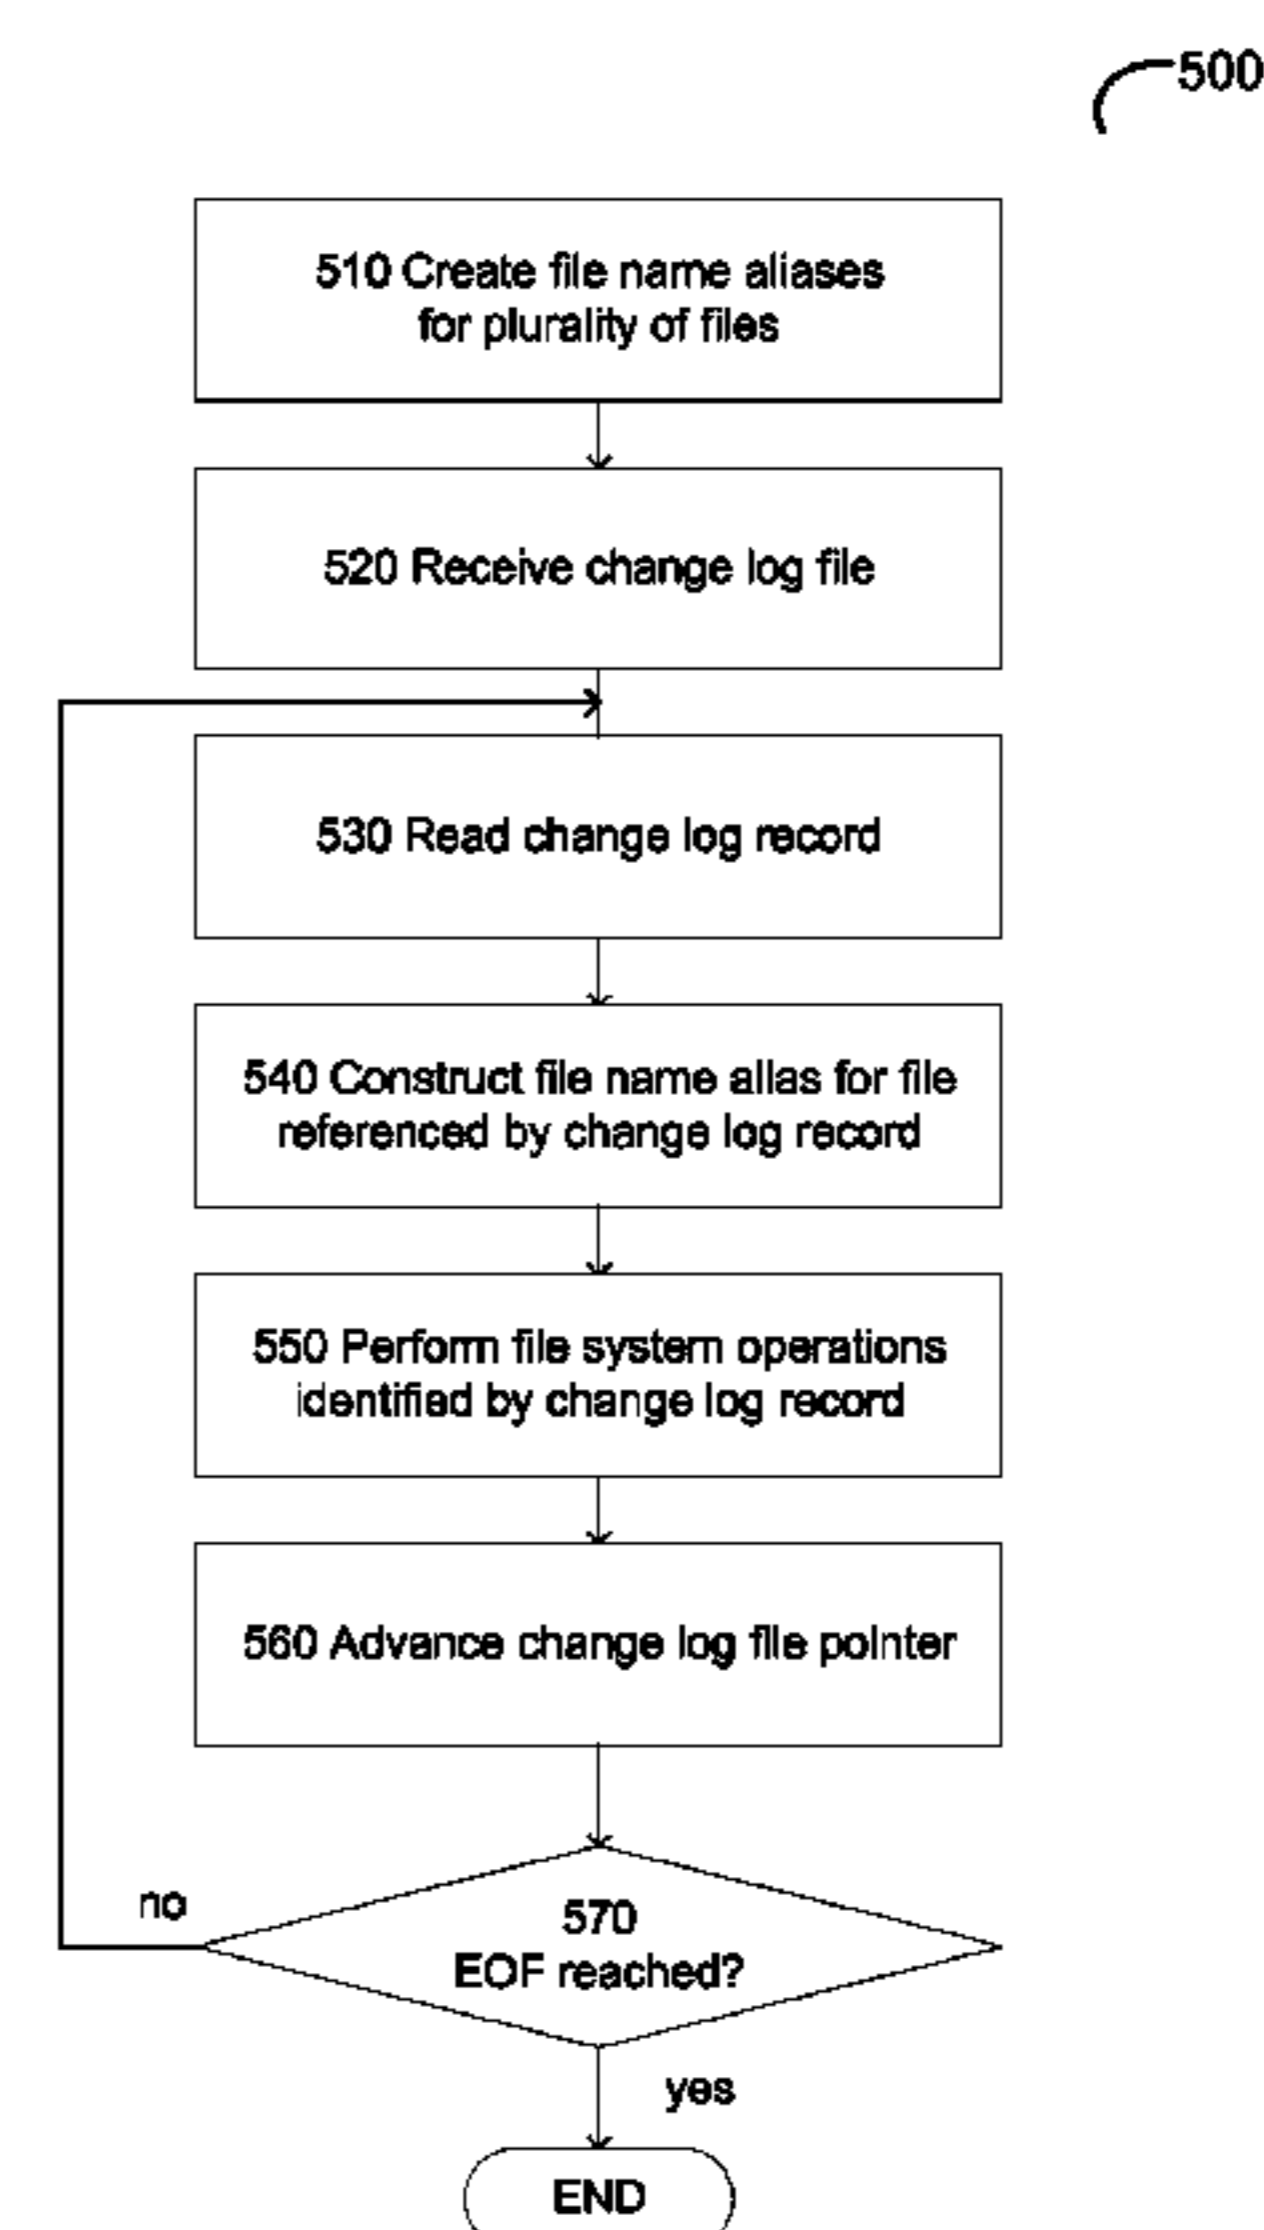 500
510 Create file name aliases
for plurality of files
520 Receive change log file
530 Read change log record
540 Construct file name alias for file
referenced by change log record
550 Perform file system operations
identified by change log record
560 Advance change log file pointer
no
570
EOF reached?
yes
END